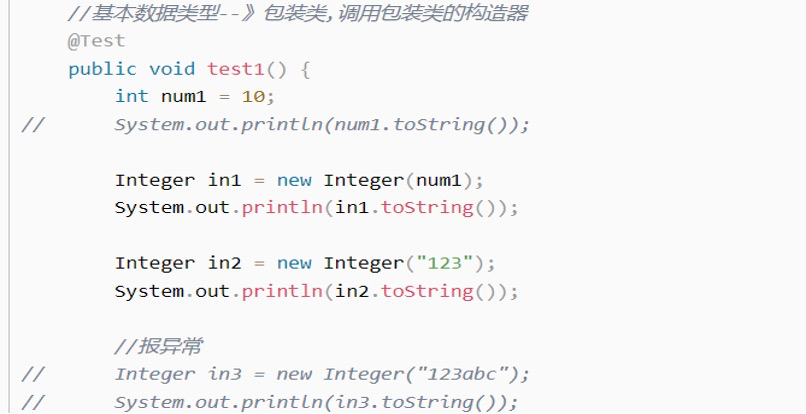 //基本数据类型--》包装类,调用包装类的构造器
@Test
public void test1() {
int num1 = 10;
// System.out.println(num1.toString());
Integer in1 = new Integer(num1);
System.out.println(in1.toString());
Integer in2 = new Integer("123");
System.out.println(in2.toString());
//报异常
// Integer in3 = new Integer("123abc");
// System.out.println(in3.toString());